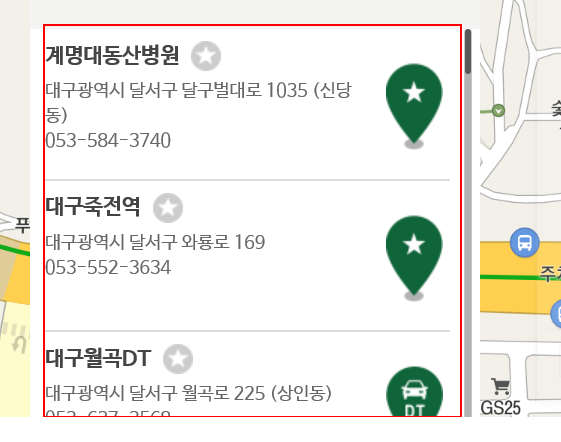 계명대동산병원
대구광역시 달서구 달구벌대로 1035 (신당
동)
053-584-3740
대구죽전역
대구광역시 달서구 와룡로 169
053-552-3634
대구월곡DT
대구광역시 달서구 월곡로 225 (상인동)
DT
푸
주
GS25